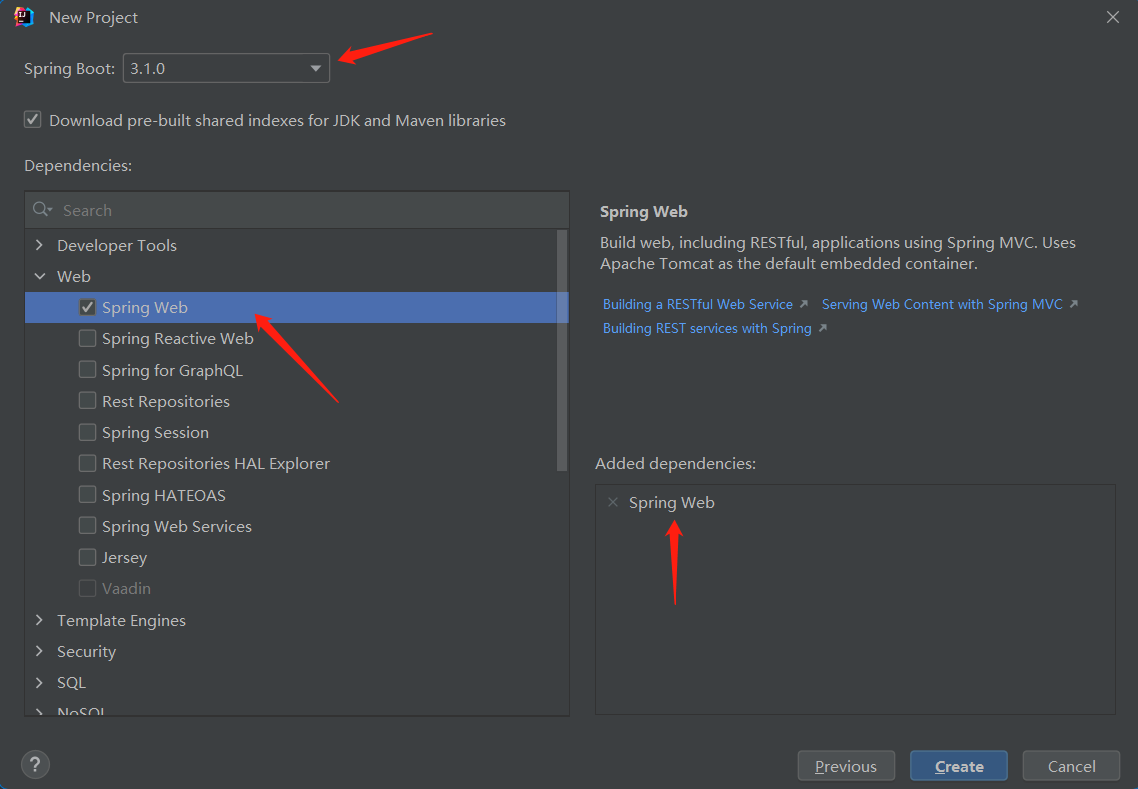 New Project
Spring Boot: 3.1.0
Download pre-built shared indexes for JDK and Maven libraries
Dependencies:
Search
Developer Tools
Web
Spring Web
Spring Reactive Web
Spring for GraphQL
Rest Repositories
Spring Session
Rest Repositories HAL Explorer
Spring HATEOAS
Spring Web Services
Jersey
Vaadin
Template Engines
Security
SQL
NoSQL
Spring Web
Build web, including RESTful, applications using Spring MVC. Uses
Apache Tomcat as the default embedded container.
Building a RESTful Web Service Serving Web Content with Spring MVC
Building REST services with Spring
Added dependencies:
Spring Web
?
Previous Create Cancel